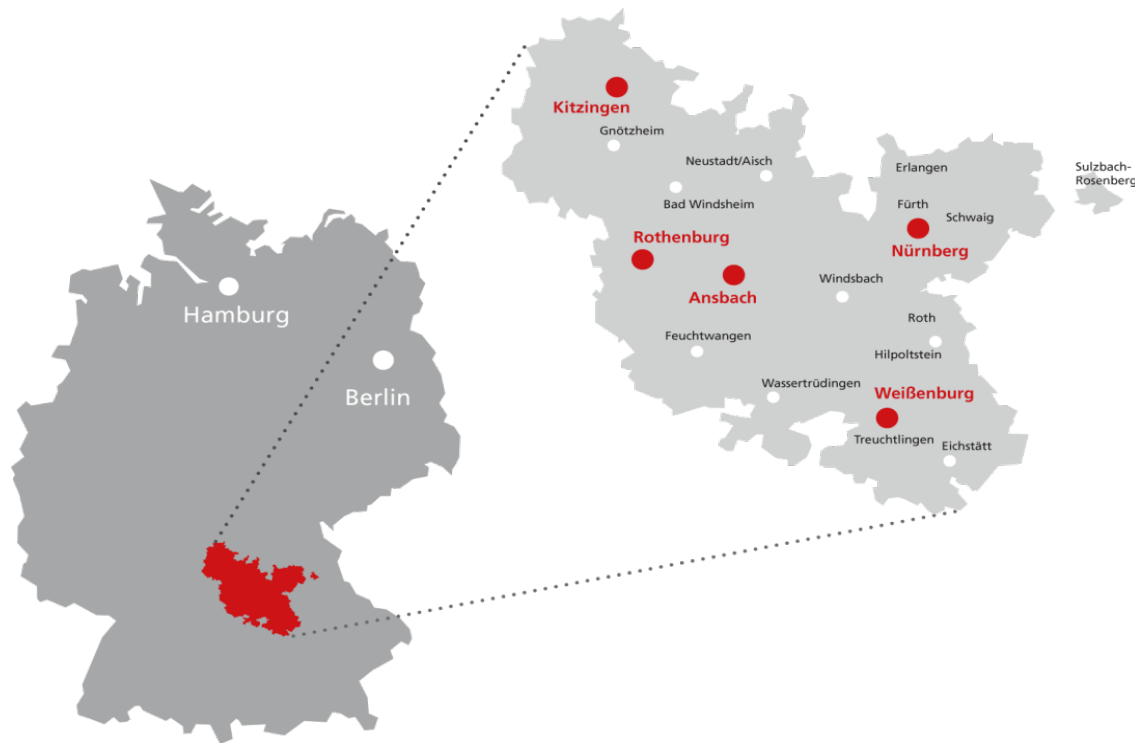 Kitzingen
Gnötzheim
Neustadt/Aisch
Erlangen
Sulzbach-
Rosenberg
Bad Windsheim
Fürth
Schwaig
Rothenburg
Nürnberg
Ansbach
Windsbach
Hamburg
Roth
Feuchtwangen
Hilpoltstein
Berlin
Wassertrüdingen
Weißenburg
Treuchtlingen
Eichstätt